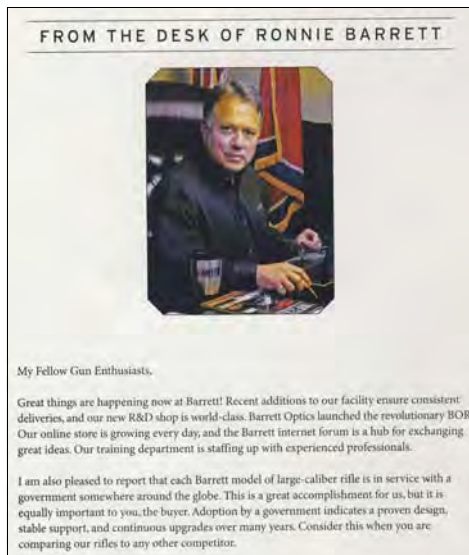 FROM THE DESK OF RONNIE BARRETT
My Fellow Gun Enthusiasts,
Great things are happening now at Barrett! Recent additions to our facility ensure consistent
deliveries, and our new R&D shop is world-class. Barrett Optics launched the revolutionary BOR
Our online store is growing every day, and the Barrett internet forum is a hub for exchanging
great ideas. Our training department is staffing up with experienced professionals.
I am also pleased to report that each Barrett model of large-caliber rifle is in service with a
government somewhere around the globe. This is a great accomplishment for us, but it is
equally important to you, the buyer. Adoption by a government indicates a proven design,
stable support, and continuous upgrades over many years. Consider this when you are
comparing our rifles to any other competitor.